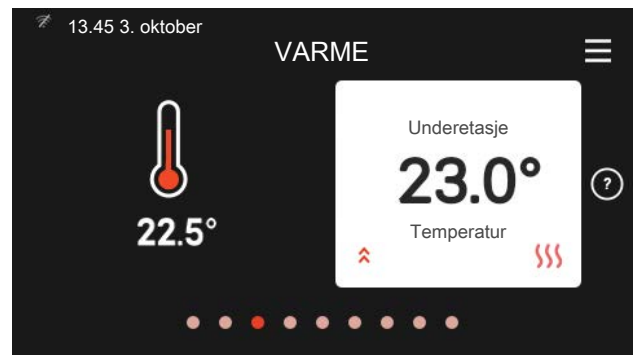 13.45 3. oktober
VARME
Underetasje
23.0°
?
22.5°
Temperatur